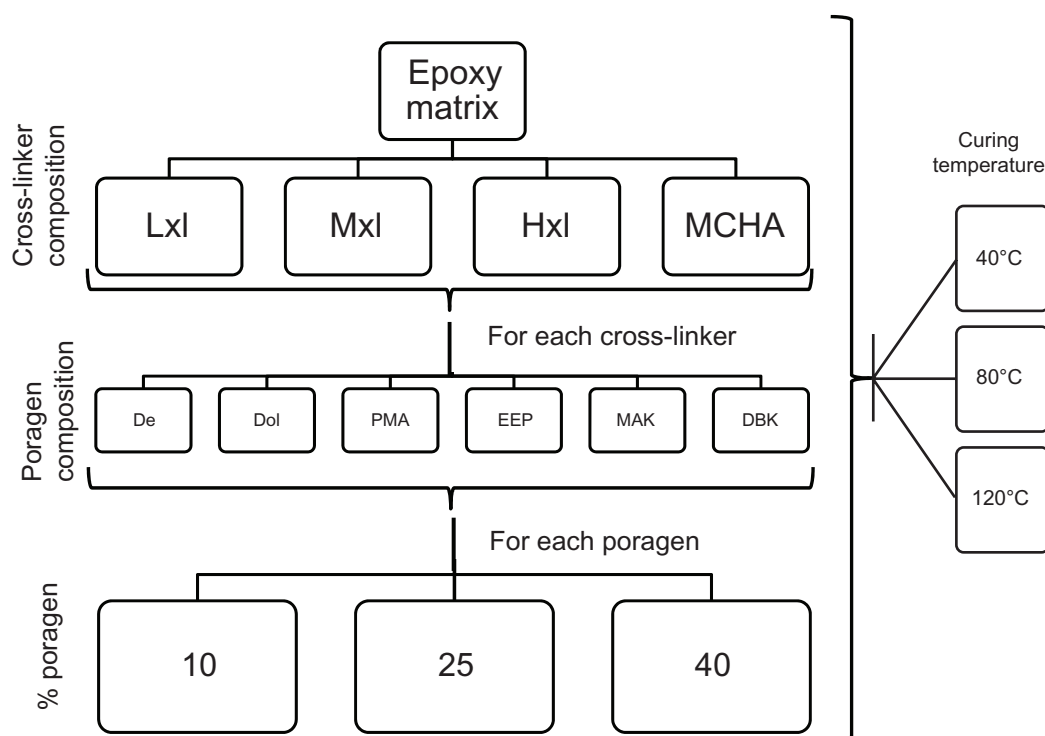 Epoxy
matrix
Cross-linker
composition
Lxl
Mxl
Hxl
MCHA
For each cross-linker
Poragen
composition
De
Dol
PMA
EEP
MAK
DBK
For each poragen
% poragen
10
25
40
Curing
temperature
40°C
80°C
120°C